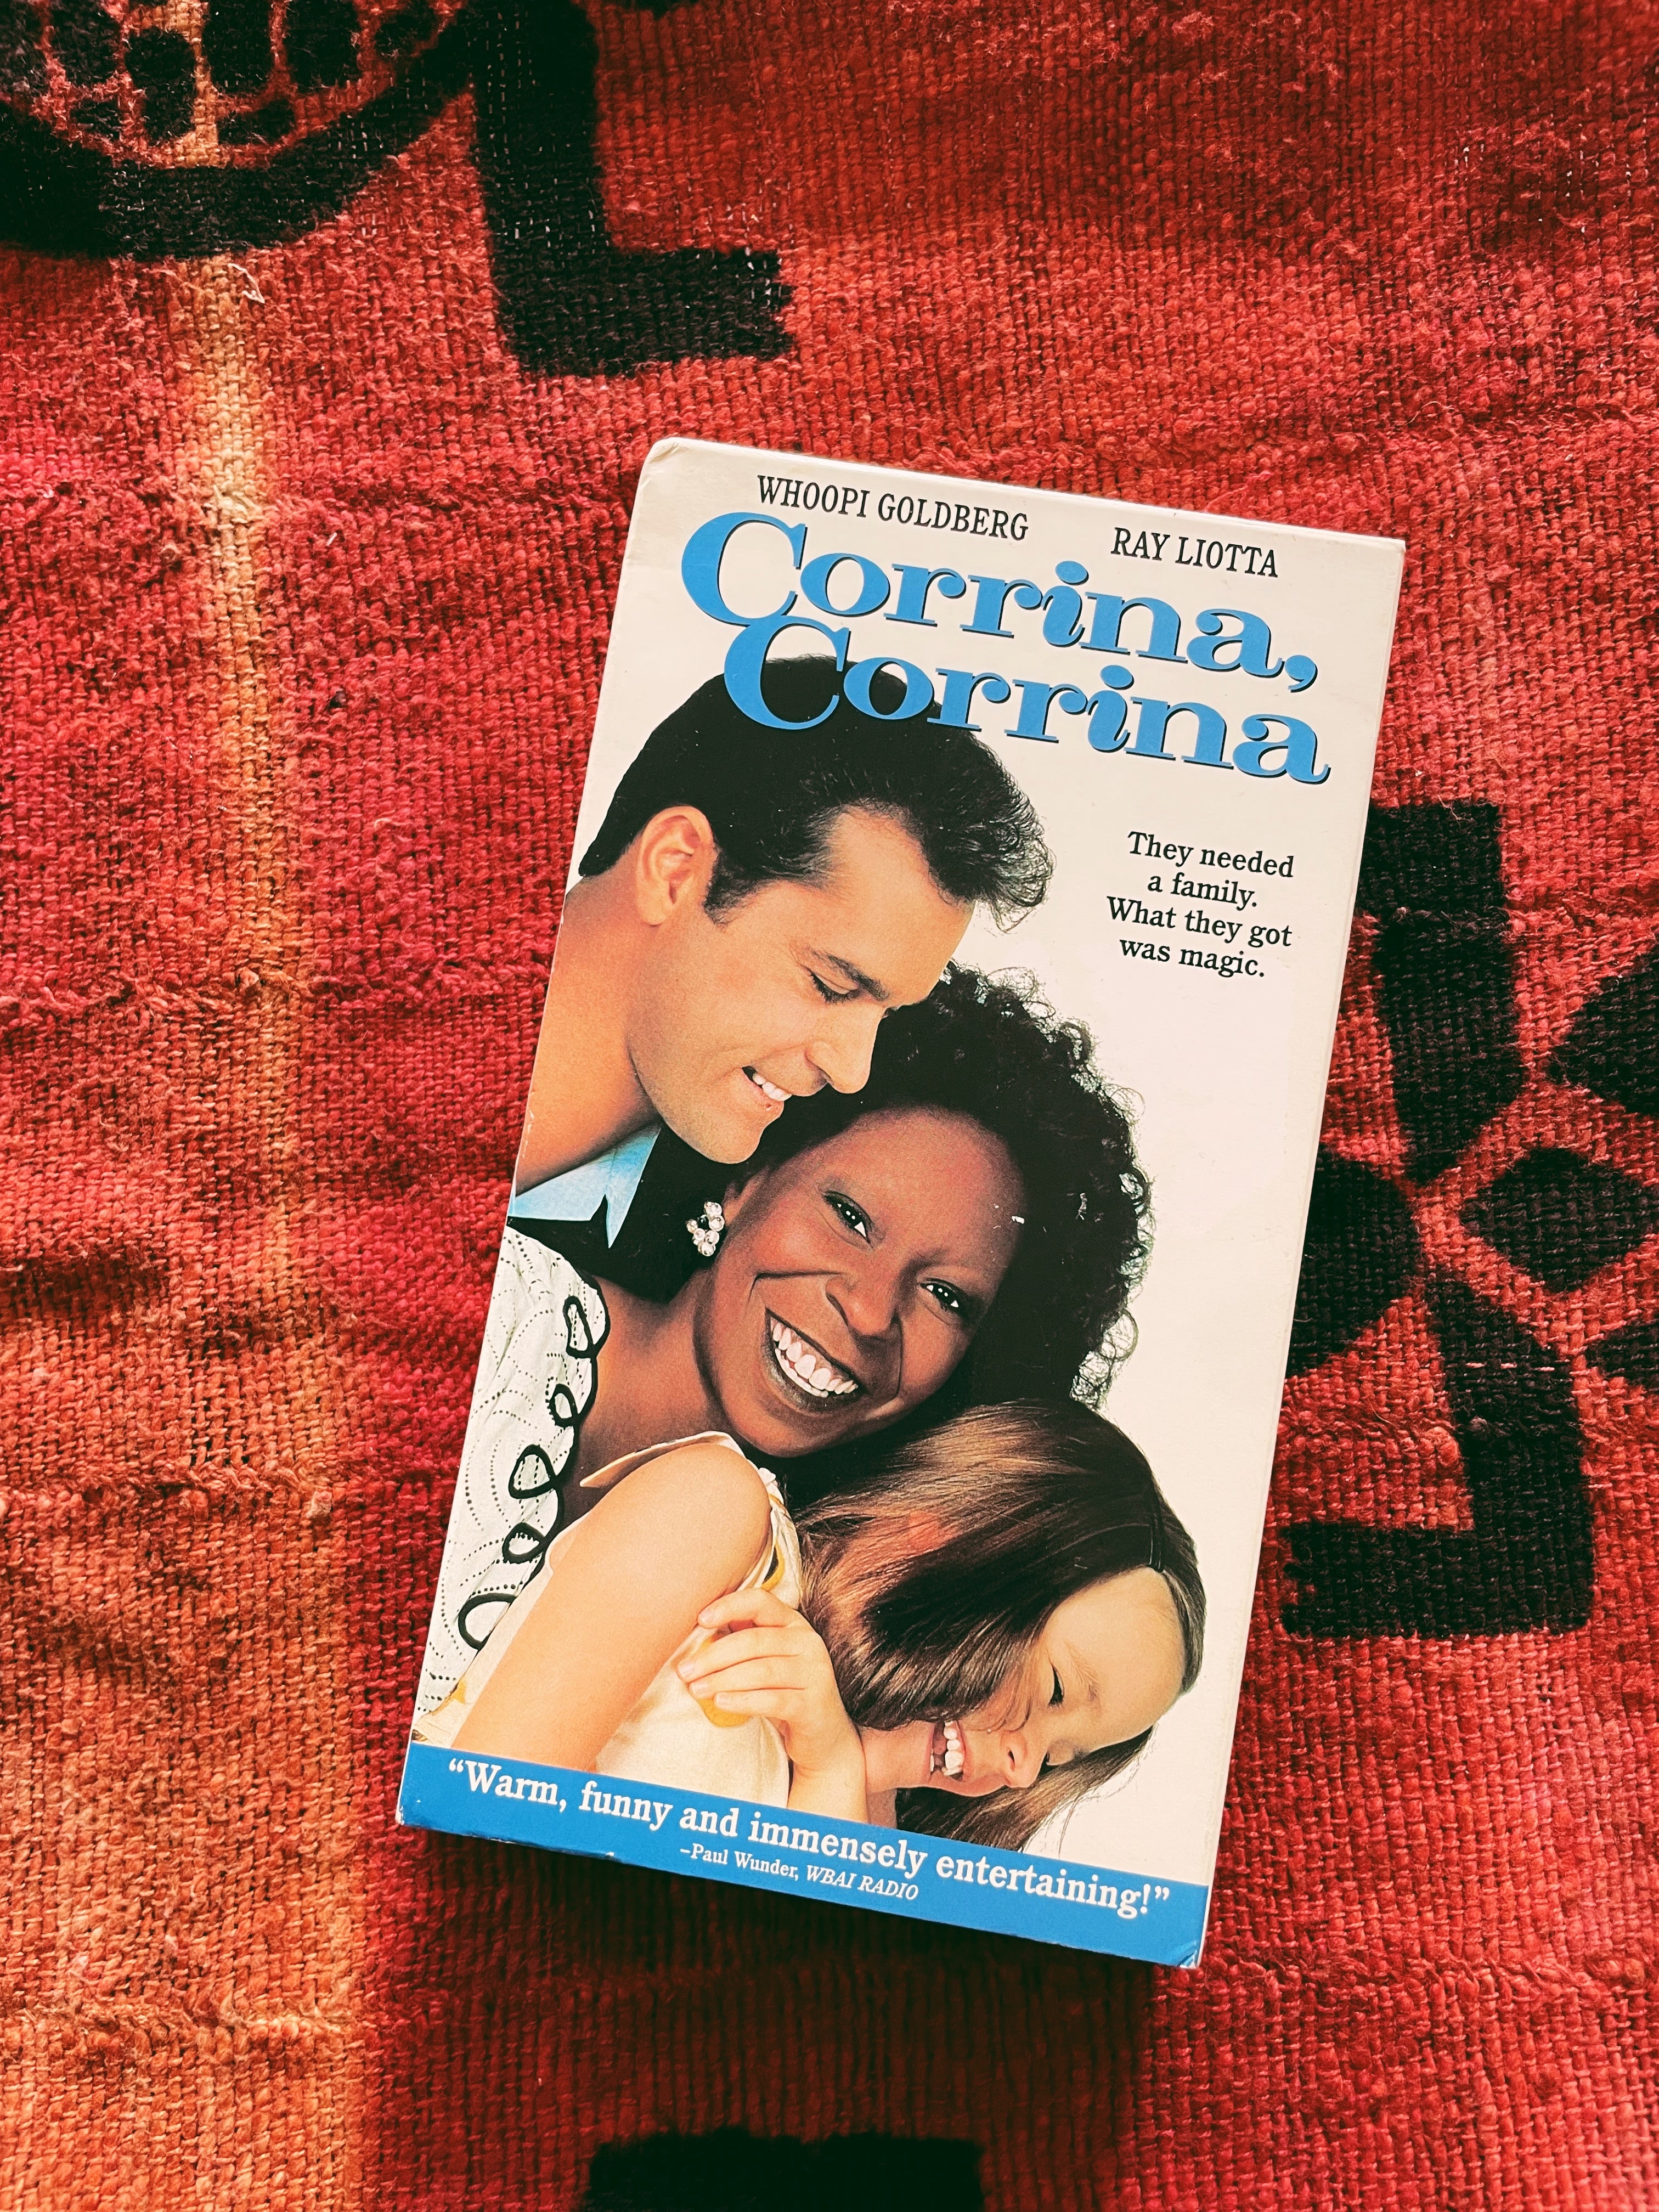 WHOOPI GOLDBERG RAY LIOTTA
Corrina,
Corrina
They needed
a family.
What they got
was magic.
“Warm, funny and immensely entertaining!”
–Paul Wunder, WBAI RADIO